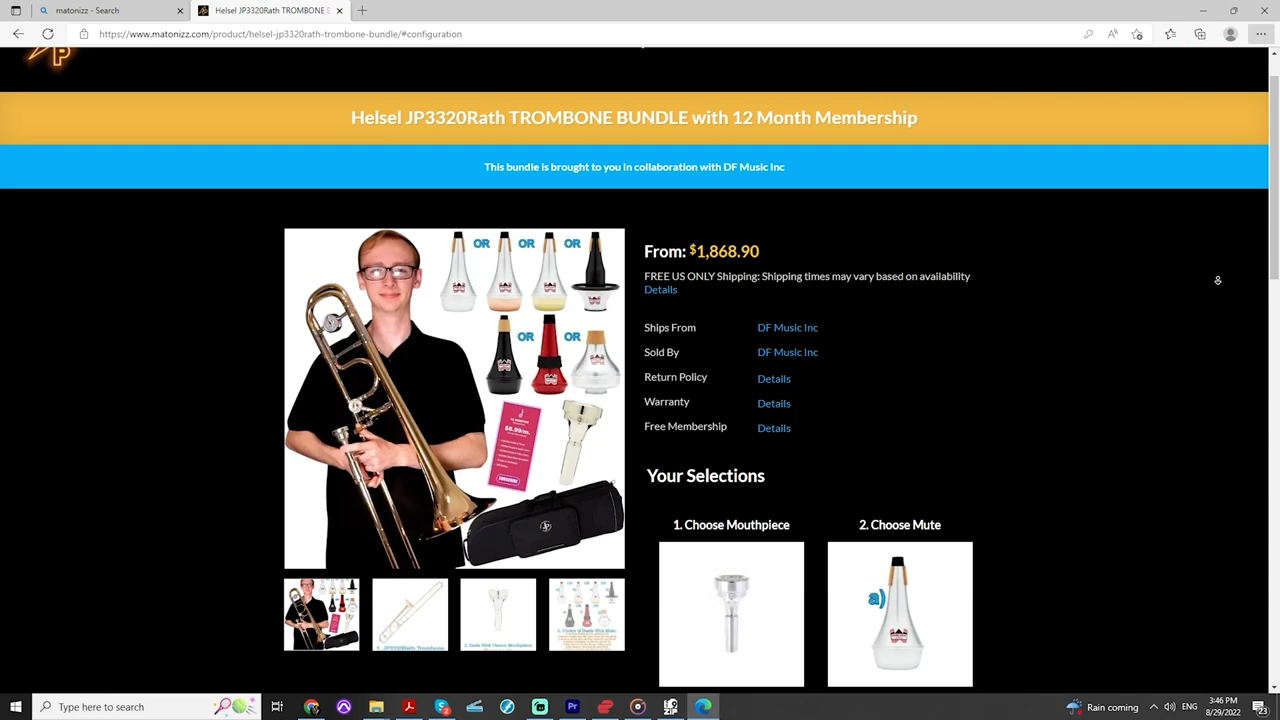 matonizz - Search
Helsel JP3320Rath TROMBONE B
https://www.matonizz.com/product/helsel-jp3320rath-trombone-bundle/#configuration
P
Helsel JP3320Rath TROMBONE BUNDLE with 12 Month Membership
This bundle is brought to you in collaboration with DF Music Inc
OR OR OR
OR OR
$8.99/m.
SUBSCRIBE
From: $1,868.90
FREE US ONLY Shipping: Shipping times may vary based on availability
Details
Ships From DF Music Inc
Sold By DF Music Inc
Return Policy Details
Warranty Details
Free Membership Details
Your Selections
1. Choose Mouthpiece 2. Choose Mute
a)
Type here to search
Rain coming
ENG
3:46 PM
8/29/2022
23